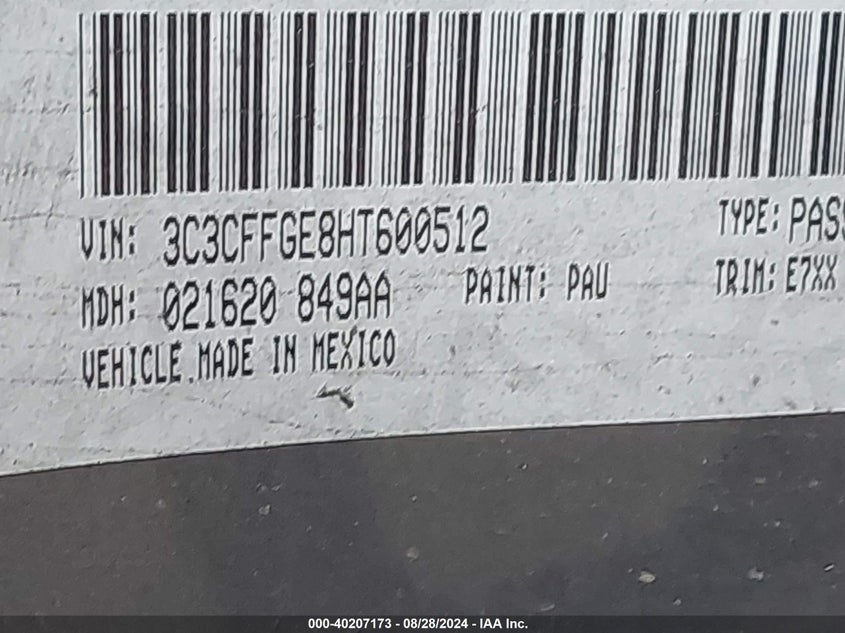 VIN: 3C3CFFGE8HT600512 TYPE: PASS
MDH: 021620 849AA PAINT: PAU TRIM: E7XX
VEHICLE MADE IN MEXICO
000-40207173 - 08/28/2024 - IAA Inc.